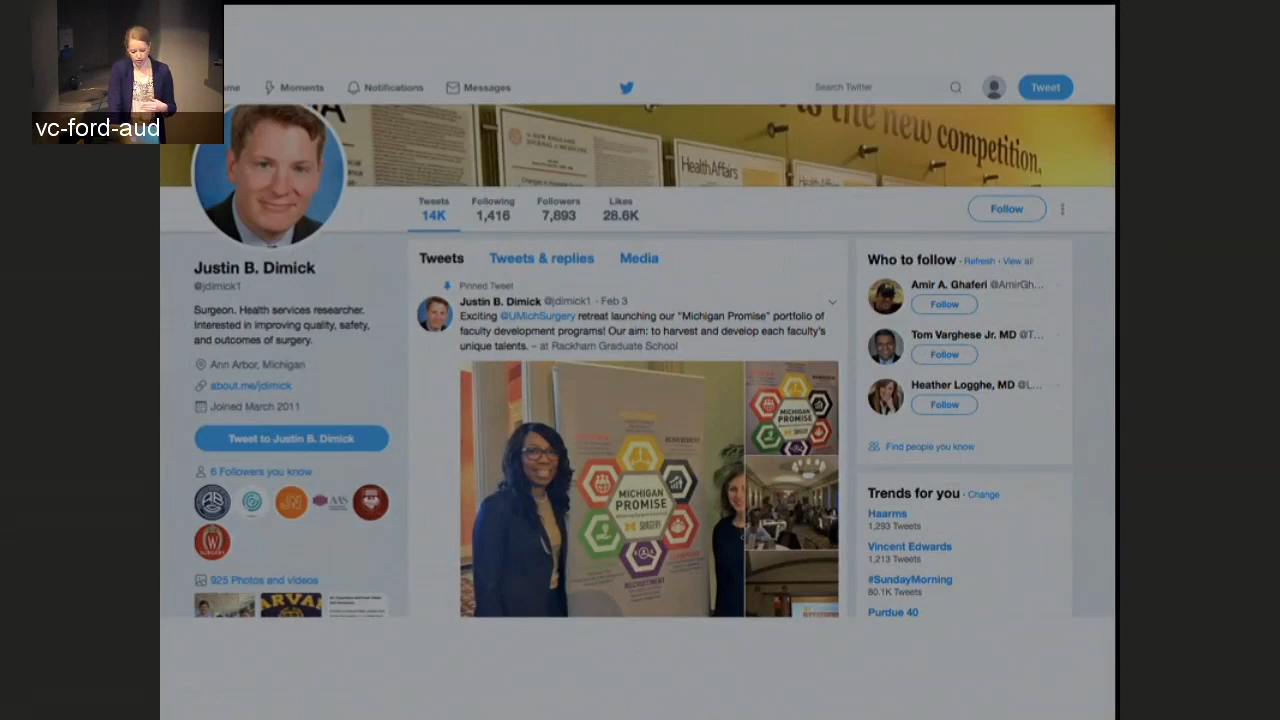 vc-ford-aud
ome
Moments
Notifications
Messages
Search Twitter
Tweet
is the new competition.
HealthAffairs
Tweets
14K
Following
1,416
Followers
7,893
Likes
28.6K
Follow
Justin B. Dimick
@jdimick1
Surgeon. Health services researcher.
Interested in improving quality, safety,
and outcomes of surgery.
Ann Arbor, Michigan
about.me/jdimick
Joined March 2011
Tweet to Justin B. Dimick
6 Followers you know
AAS
925 Photos and videos
Tweets Tweets & replies Media
Pinned Tweet
Justin B. Dimick @jdimick1 · Feb 3
Exciting @UMichSurgery retreat launching our "Michigan Promise" portfolio of
faculty development programs! Our aim: to harvest and develop each faculty's
unique talents. – at Rackham Graduate School
ACHIEVEMENT
MICHIGAN
PROMISE
SURGERY
RECRUITMENT
MICHIGAN
PROMISE
Who to follow · Refresh · View all
Amir A. Ghaferi @AmirGh...
Follow
Tom Varghese Jr. MD @T...
Follow
Heather Logghe, MD @L...
Follow
Find people you know
Trends for you · Change
Haarms
1,293 Tweets
Vincent Edwards
1,213 Tweets
#SundayMorning
80.1K Tweets
Purdue 40